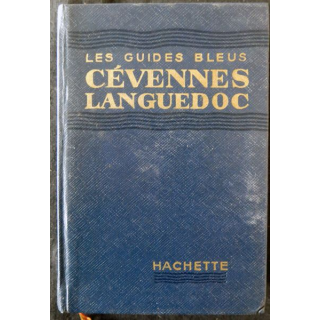 LES GUIDES BLEUS
CÉVENNES
LANGUEDOC
HACHETTE